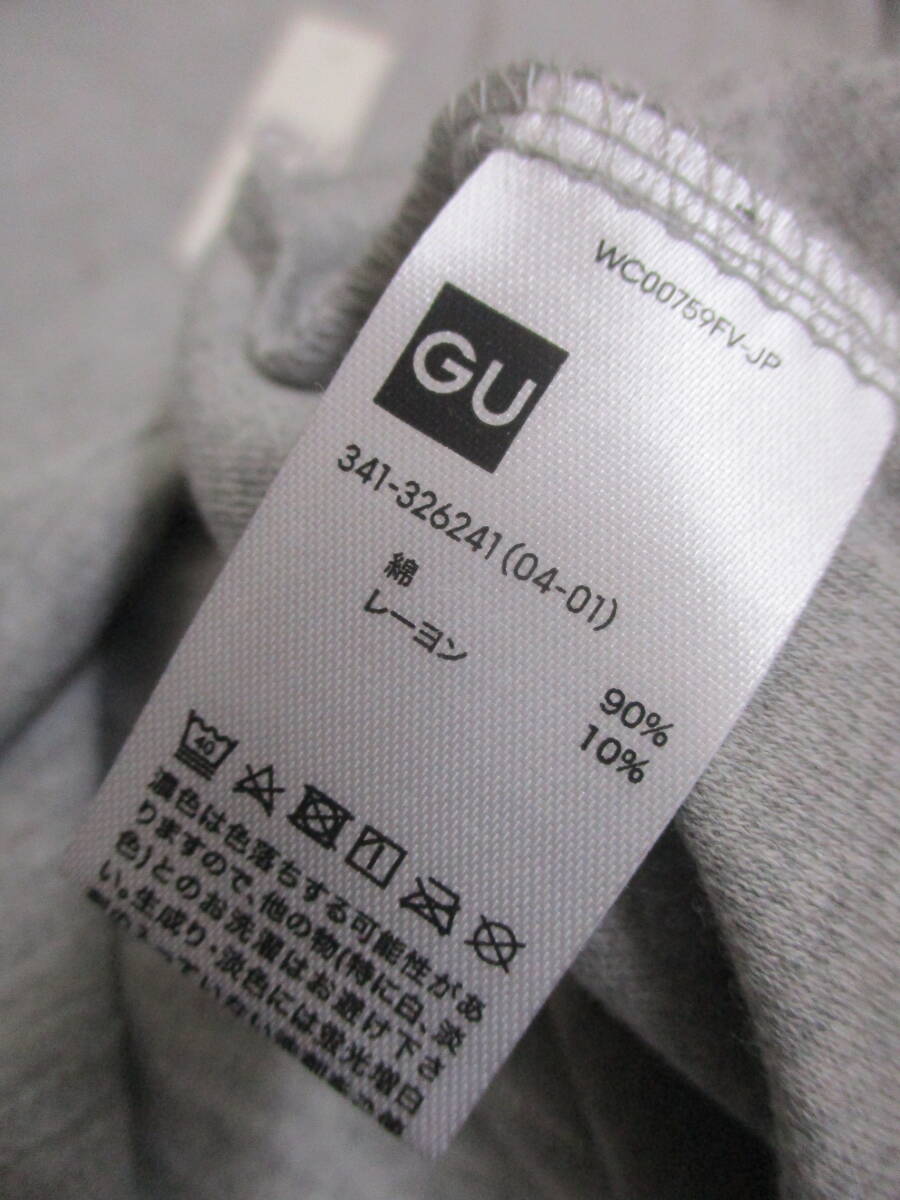 WC00759FV-JP
GU
341-326241(04-01)
綿 90%
レーヨン 10%
40
濃色は色落ちする可能性があ
りますので、他の物(特に白、淡
色)とのお洗濯はお避け下さ
い。生成り・淡色には蛍光増白